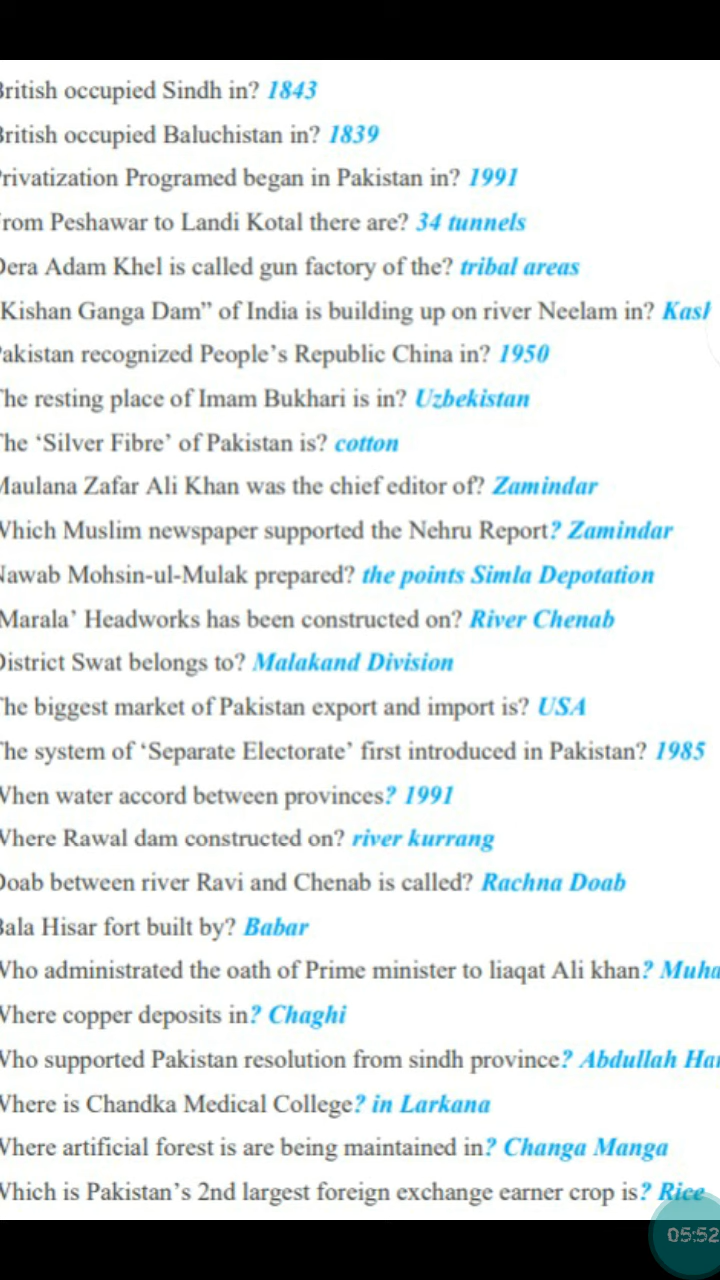 British occupied Sindh in? 1843
British occupied Baluchistan in? 1839
Privatization Programed began in Pakistan in? 1991
From Peshawar to Landi Kotal there are? 34 tunnels
Dera Adam Khel is called gun factory of the? tribal areas
Kishan Ganga Dam” of India is building up on river Neelam in? Kash
Pakistan recognized People’s Republic China in? 1950
The resting place of Imam Bukhari is in? Uzbekistan
The ‘Silver Fibre’ of Pakistan is? cotton
Maulana Zafar Ali Khan was the chief editor of? Zamindar
Which Muslim newspaper supported the Nehru Report? Zamindar
Nawab Mohsin-ul-Mulak prepared? the points Simla Depotation
Marala’ Headworks has been constructed on? River Chenab
District Swat belongs to? Malakand Division
The biggest market of Pakistan export and import is? USA
The system of ‘Separate Electorate’ first introduced in Pakistan? 1985
When water accord between provinces? 1991
Where Rawal dam constructed on? river kurrang
Doab between river Ravi and Chenab is called? Rachna Doab
Bala Hisar fort built by? Babar
Who administrated the oath of Prime minister to liaqat Ali khan? Muha
Where copper deposits in? Chaghi
Who supported Pakistan resolution from sindh province? Abdullah Har
Where is Chandka Medical College? in Larkana
Where artificial forest is are being maintained in? Changa Manga
Which is Pakistan’s 2nd largest foreign exchange earner crop is? Rice
05:52